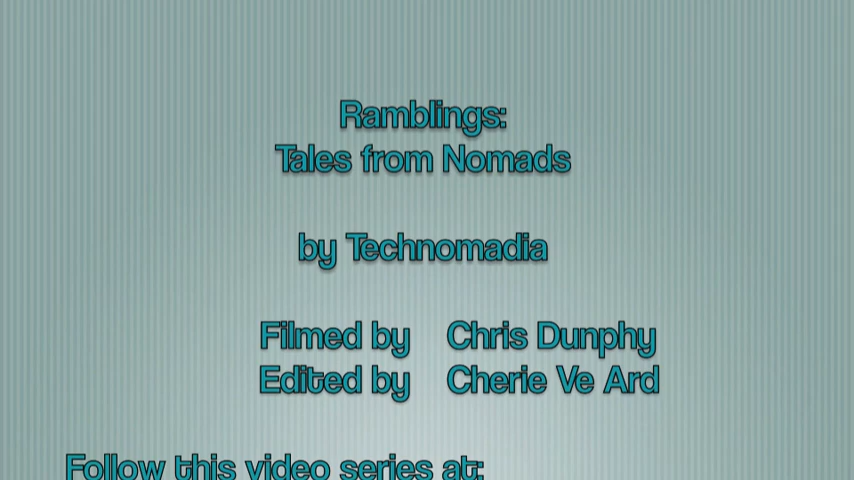 Ramblings:
Tales from Nomads
by Technomadia
Filmed by Chris Dunphy
Edited by Cherie Ve Ard
Follow this video series at: